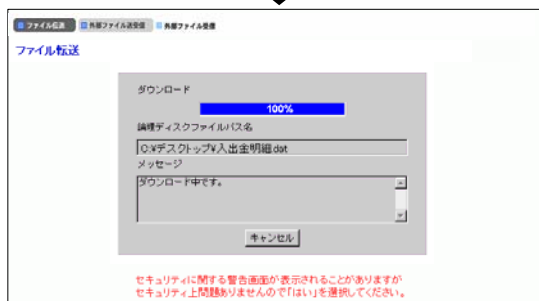 ファイル伝送 外部ファイル送受信 外部ファイル受信
ファイル転送
ダウンロード
100%
論理ディスクファイルパス名
C:¥デスクトップ¥入出金明細.dat
メッセージ
ダウンロード中です。
キャンセル
セキュリティに関する警告画面が表示されることがありますが
セキュリティ上問題ありませんので「はい」を選択してください。